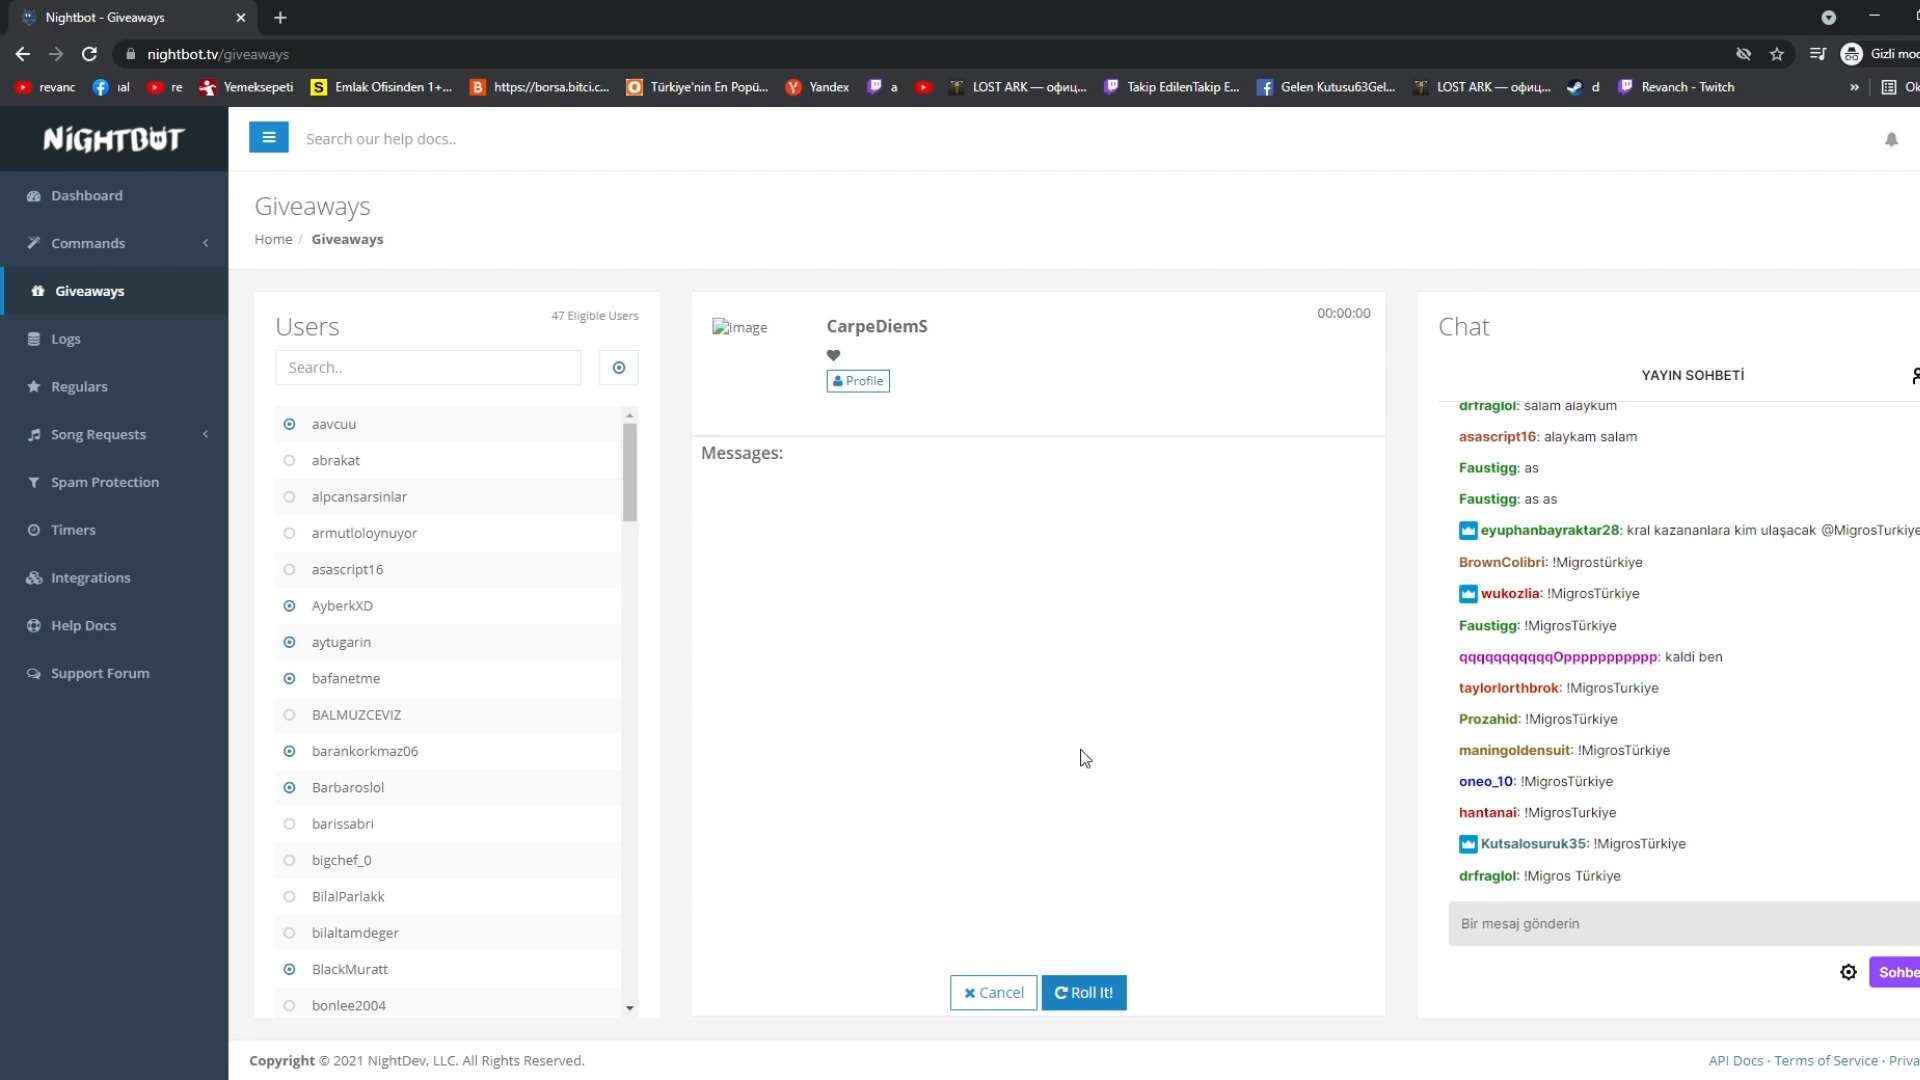 Nightbot - Giveaways
nightbot.tv/giveaways
revanc
ıal
re
Yemeksepeti
Emlak Ofisinden 1+...
https://borsa.bitci.c...
Türkiye'nin En Popü...
Yandex
a
LOST ARK — офиц...
Takip EdilenTakip E...
Gelen Kutusu63Gel...
LOST ARK — офиц...
d
Revanch - Twitch
»
NIGHTBOT
Search our help docs..
Dashboard
Commands
Giveaways
Logs
Regulars
Song Requests
Spam Protection
Timers
Integrations
Help Docs
Support Forum
Giveaways
Home / Giveaways
Users
47 Eligible Users
Search..
aavcuu
abrakat
alpcansarsinlar
armutloloynuyor
asascript16
AyberkXD
aytugarin
bafanetme
BALMUZCEVIZ
barankorkmaz06
Barbaroslol
barissabri
bigchef_0
BilalParlakk
bilaltamdeger
BlackMuratt
bonlee2004
image
CarpeDiemS
00:00:00
Profile
Messages:
Cancel
Roll It!
Chat
YAYIN SOHBETİ
drfraglol: salam alaykum
asascript16: alaykam salam
Faustigg: as
Faustigg: as as
eyuphanbayraktar28: kral kazananlara kim ulaşacak @MigrosTurkiye
BrownColibri: !Migrostürkiye
wukozlia: !MigrosTürkiye
Faustigg: !MigrosTürkiye
taylorlorthbrok: !MigrosTurkiye
Prozahid: !MigrosTürkiye
maningoldensuit: !MigrosTürkiye
oneo_10: !MigrosTürkiye
hantanai: !MigrosTurkiye
Kutsalosuruk35: !MigrosTürkiye
drfraglol: !Migros Türkiye
Bir mesaj gönderin
Copyright © 2021 NightDev, LLC. All Rights Reserved.
API Docs · Terms of Service ·